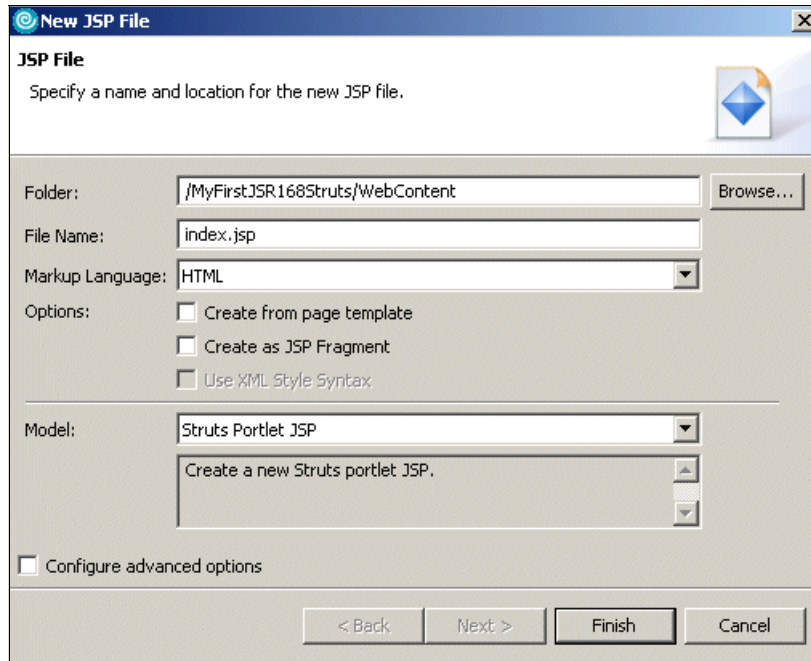 New JSP File
JSP File
Specify a name and location for the new JSP file.
Folder: /MyFirstJSR168Struts/WebContent Browse...
File Name: index.jsp
Markup Language: HTML
Options: Create from page template
Create as JSP Fragment
Use XML Style Syntax
Model: Struts Portlet JSP
Create a new Struts portlet JSP.
Configure advanced options
< Back Next > Finish Cancel